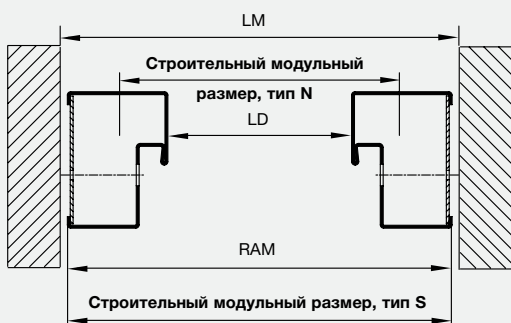 LM
Строительный модульный
размер, тип N
LD
RAM
Строительный модульный размер, тип S